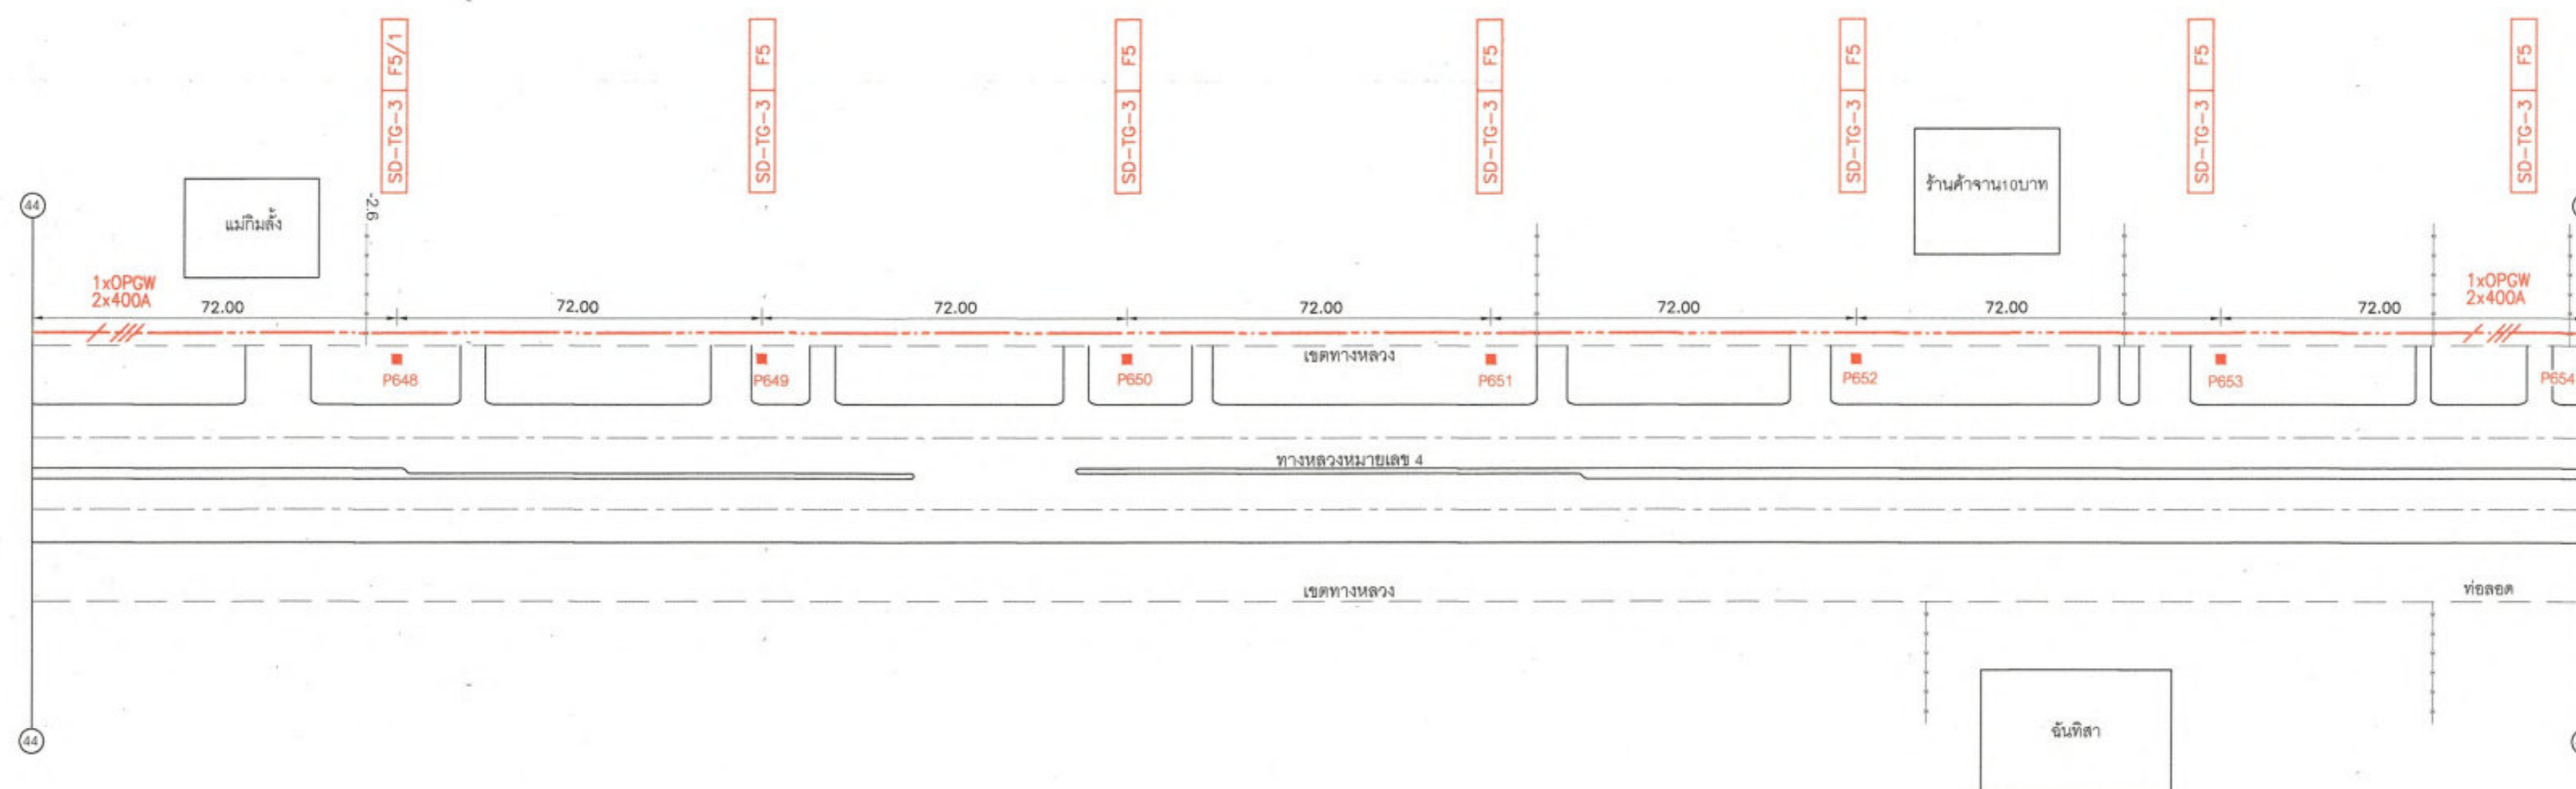 SD-TG-3 F5/1
SD-TG-3 F5
SD-TG-3 F5
SD-TG-3 F5
SD-TG-3 F5
SD-TG-3 F5
SD-TG-3 F5
44
แม่กิมลั้ง
-2.6
ร้านค้าจาน10บาท
1xOPGW
2x400A
1xOPGW
2x400A
72.00
72.00
72.00
72.00
72.00
72.00
72.00
เขตทางหลวง
P648
P649
P650
P651
P652
P653
P654
ทางหลวงหมายเลข 4
เขตทางหลวง
ท่อลอด
ฉันทิสา
44